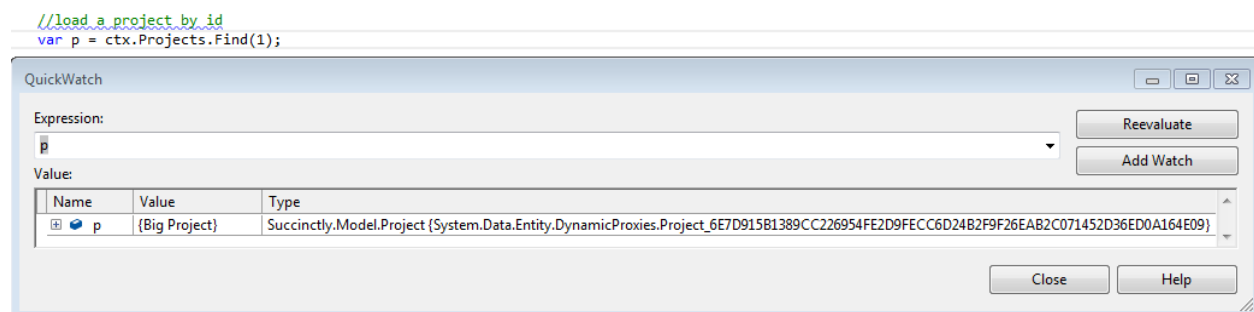 //load a project by id
var p = ctx.Projects.Find(1);
QuickWatch
Expression:
Reevaluate
p
Add Watch
Value:
Name Value Type
p {Big Project} Succinctly.Model.Project {System.Data.Entity.DynamicProxies.Project_6E7D915B1389CC226954FE2D9FECC6D24B2F9F26EAB2C071452D36ED0A164E09}
Close Help